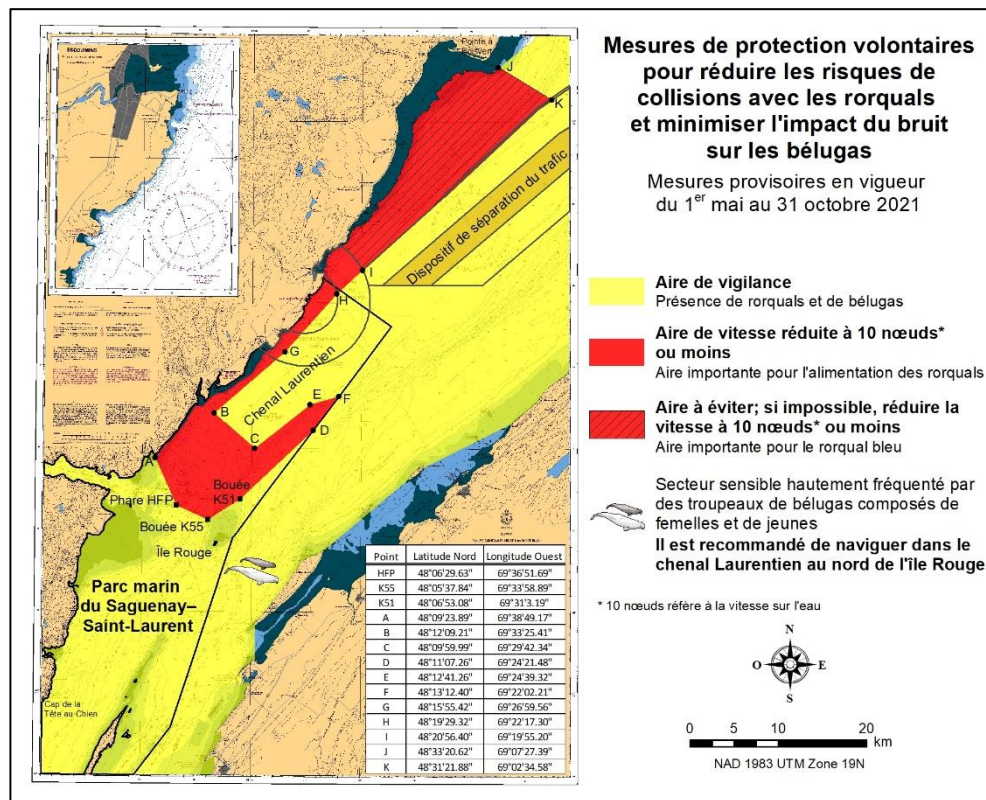 Mesures de protection volontaires
pour réduire les risques de
collisions avec les rorquals
et minimiser l'impact du bruit
sur les bélugas
Mesures provisoires en vigueur
du 1er mai au 31 octobre 2021
Aire de vigilance
Présence de rorquals et de bélugas
Aire de vitesse réduite à 10 nœuds*
ou moins
Aire importante pour l'alimentation des rorquals
Aire à éviter; si impossible, réduire la
vitesse à 10 nœuds* ou moins
Aire importante pour le rorqual bleu
Secteur sensible hautement fréquenté par
des troupeaux de bélugas composés de
femelles et de jeunes
Il est recommandé de naviguer dans le
chenal Laurentien au nord de l'île Rouge
* 10 nœuds réfère à la vitesse sur l'eau
N
O
E
S
0 5 10 20
km
NAD 1983 UTM Zone 19N
J
K
Dispositif de séparation du trafic
I
H
G
Chenal Laurentien
B
E
F
C
D
A
Bouée
K51
Phare HFP
Bouée K55
Île Rouge
Parc marin
du Saguenay–
Saint-Laurent
Cap de la
Tête au Chien
Point Latitude Nord Longitude Ouest
HFP 48°06'29.63" 69°36'51.69"
K55 48°05'37.84" 69°33'58.89"
K51 48°06'53.08" 69°31'3.19"
A 48°09'23.89" 69°38'49.17"
B 48°12'09.21" 69°33'25.41"
C 48°09'59.99" 69°29'42.34"
D 48°11'07.26" 69°24'21.48"
E 48°12'41.26" 69°24'39.32"
F 48°13'12.40" 69°22'02.21"
G 48°15'55.42" 69°26'59.56"
H 48°19'29.32" 69°22'17.30"
I 48°20'56.40" 69°19'55.20"
J 48°33'20.62" 69°07'27.39"
K 48°31'21.88" 69°02'34.58"